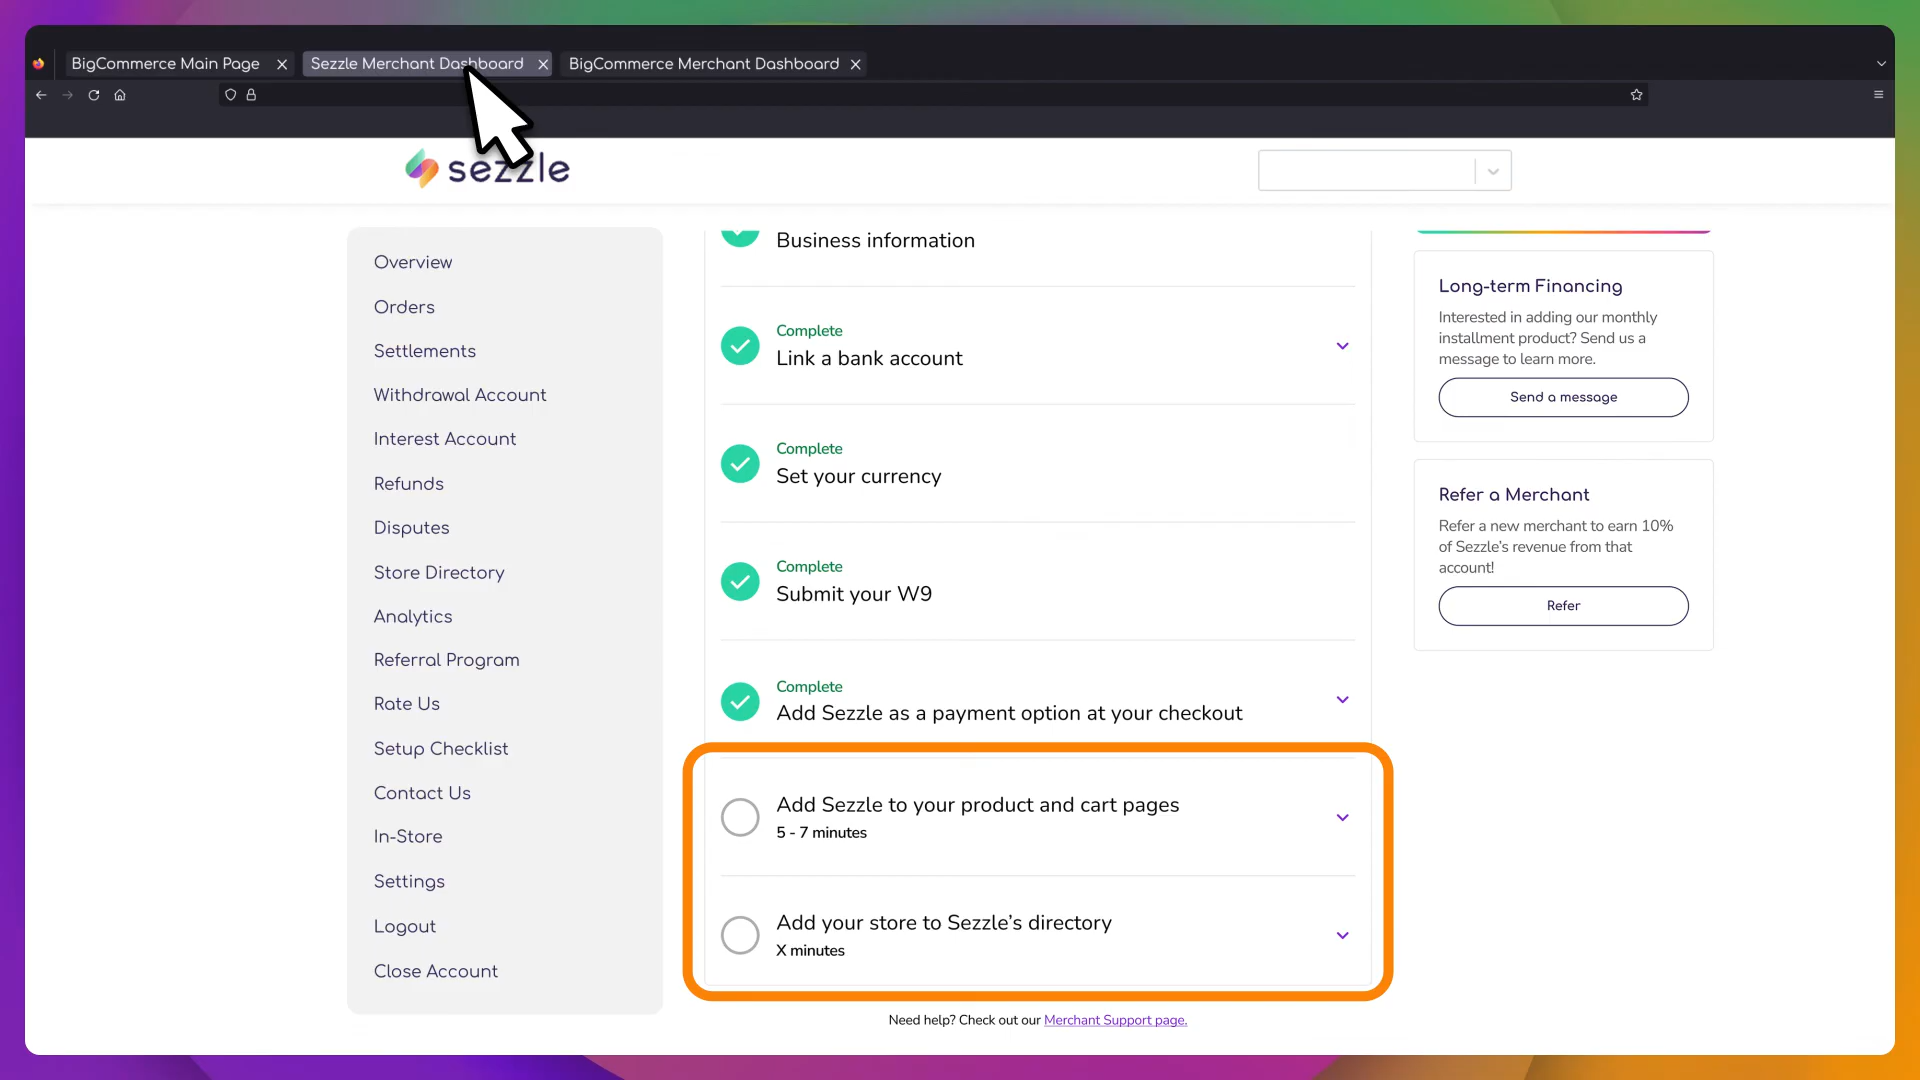 BigCommerce Main Page
Sezzle Merchant Dashboard
BigCommerce Merchant Dashboard
sezzle
Overview
Orders
Settlements
Withdrawal Account
Interest Account
Refunds
Disputes
Store Directory
Analytics
Referral Program
Rate Us
Setup Checklist
Contact Us
In-Store
Settings
Logout
Close Account
Business information
Complete
Link a bank account
Complete
Set your currency
Complete
Submit your W9
Complete
Add Sezzle as a payment option at your checkout
Add Sezzle to your product and cart pages
5 - 7 minutes
Add your store to Sezzle's directory
X minutes
Need help? Check out our Merchant Support page.
Long-term Financing
Interested in adding our monthly
installment product? Send us a
message to learn more.
Send a message
Refer a Merchant
Refer a new merchant to earn 10%
of Sezzle's revenue from that
account!
Refer